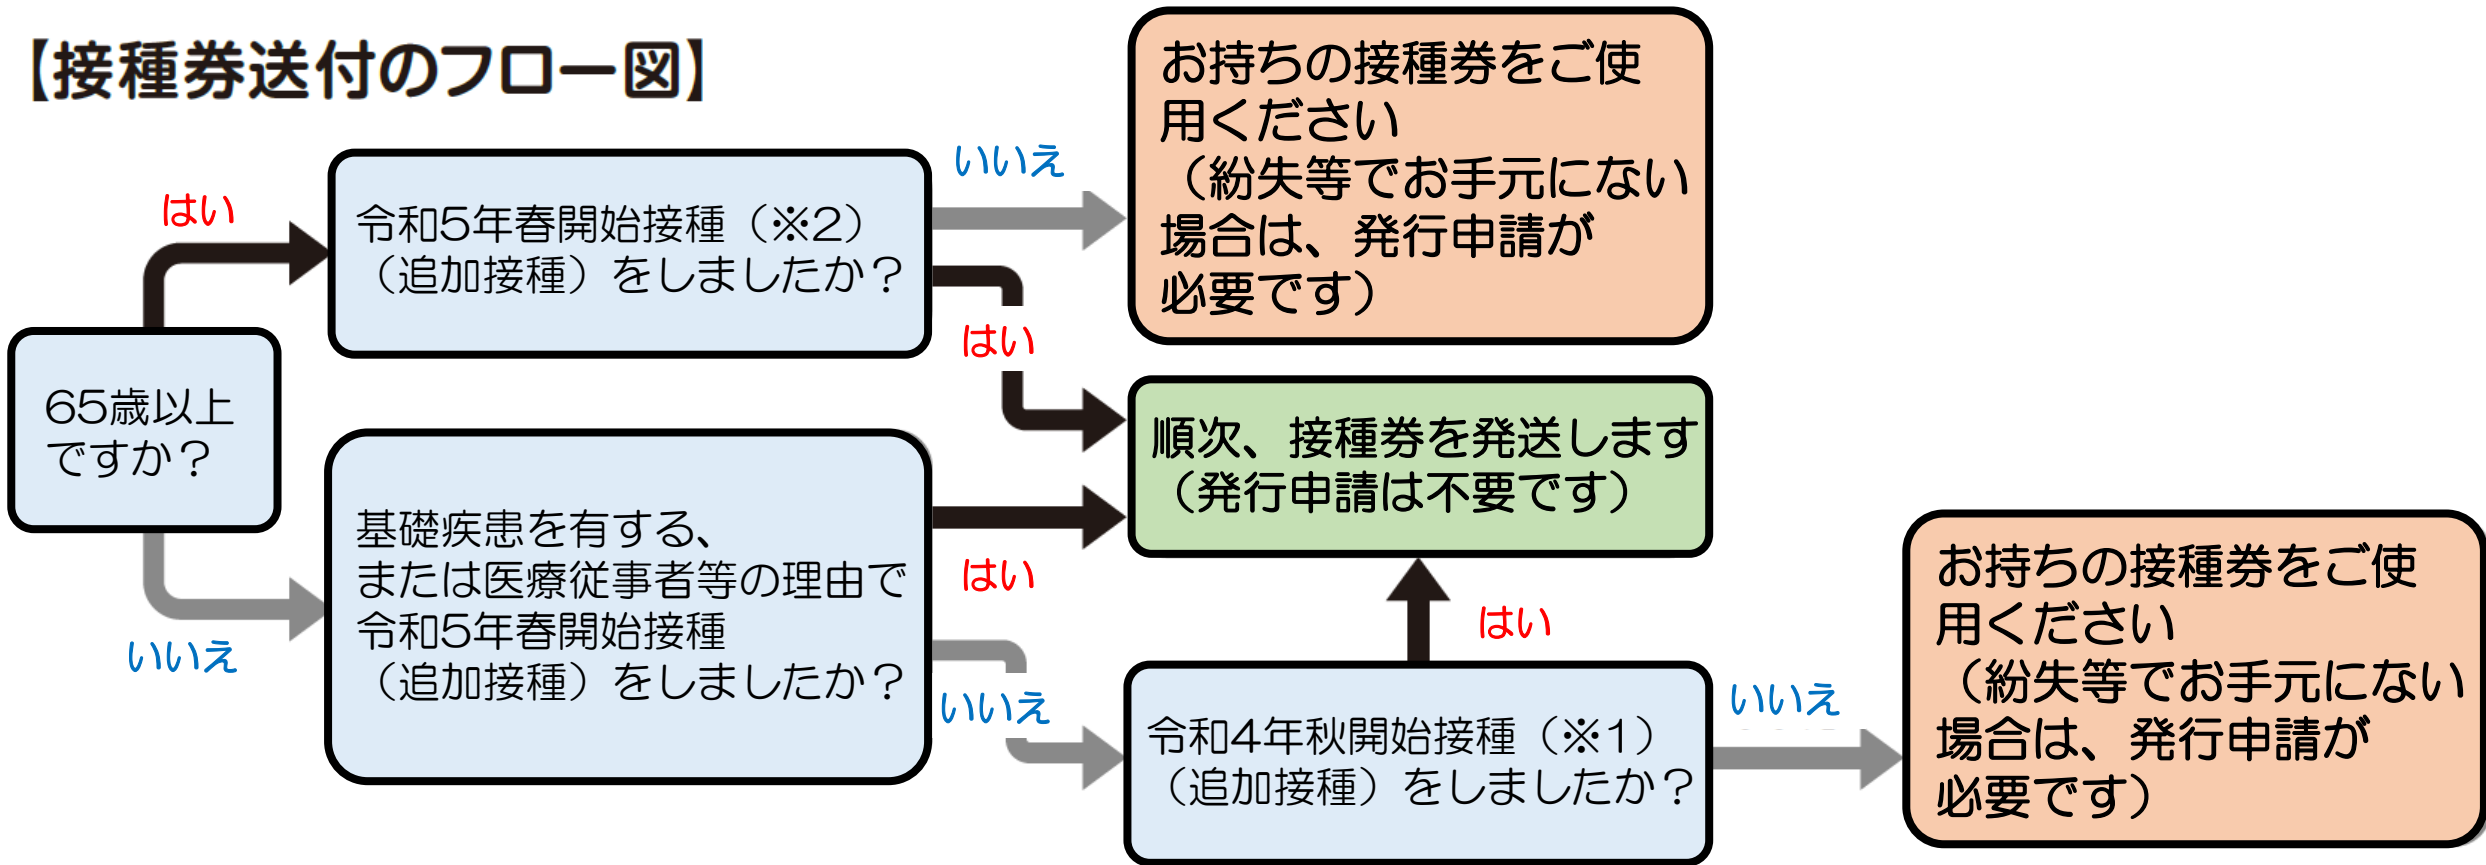 【接種券送付のフロー図】
お持ちの接種券をご使
用ください
（紛失等でお手元にない
場合は、発行申請が
必要です）
いいえ
はい
令和5年春開始接種（※2）
（追加接種）をしましたか？
はい
65歳以上
ですか？
順次、接種券を発送します
（発行申請は不要です）
基礎疾患を有する、
または医療従事者等の理由で
令和5年春開始接種
（追加接種）をしましたか？
はい
いいえ
はい
いいえ
令和4年秋開始接種（※1）
（追加接種）をしましたか？
いいえ
お持ちの接種券をご使
用ください
（紛失等でお手元にない
場合は、発行申請が
必要です）